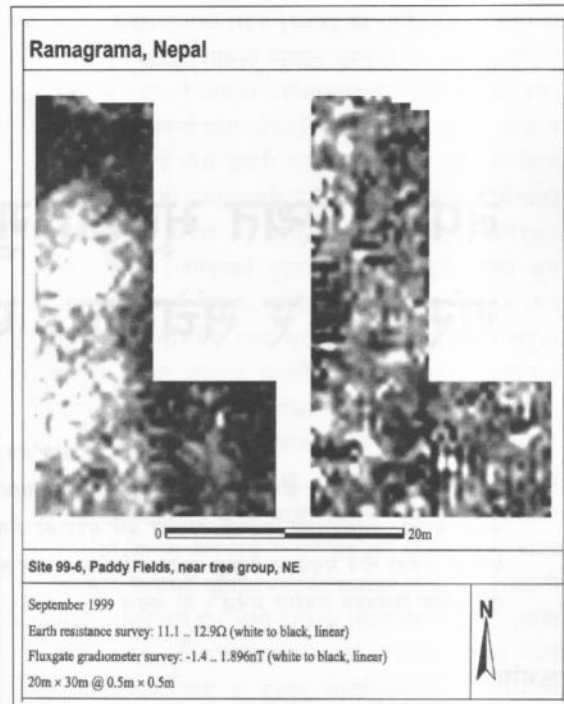 Ramagrama, Nepal
0 20m
Site 99-6, Paddy Fields, near tree group, NE
September 1999
Earth resistance survey: 11.1 .. 12.9Ω (white to black, linear)
Fluxgate gradiometer survey: -1.4 .. 1.896nT (white to black, linear)
20m × 30m @ 0.5m × 0.5m
N